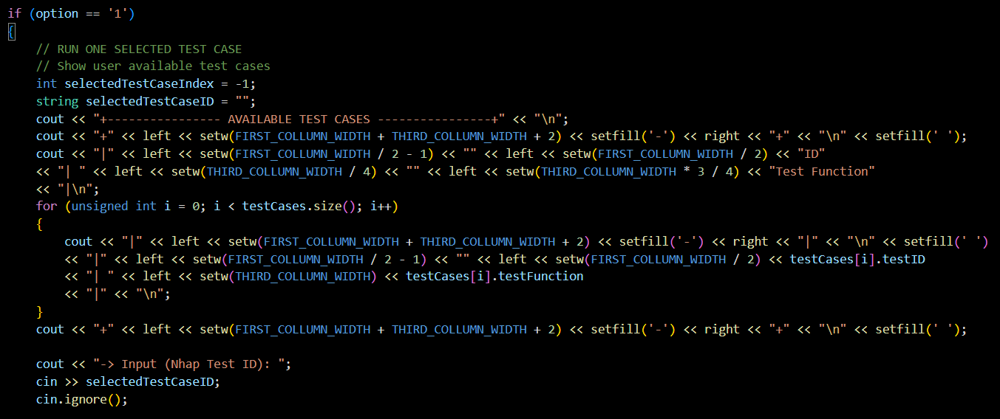 if (option == '1')
{
    // RUN ONE SELECTED TEST CASE
    // Show user available test cases
    int selectedTestCaseIndex = -1;
    string selectedTestCaseID = "";
    cout << "+---------------- AVAILABLE TEST CASES ----------------+" << "\n";
    cout << "+" << left << setw(FIRST_COLLUMN_WIDTH + THIRD_COLLUMN_WIDTH + 2) << setfill('-') << right << "+" << "\n" << setfill(' ');
    cout << "|" << left << setw(FIRST_COLLUMN_WIDTH / 2 - 1) << "" << left << setw(FIRST_COLLUMN_WIDTH / 2) << "ID"
    << "| " << left << setw(THIRD_COLLUMN_WIDTH / 4) << "" << left << setw(THIRD_COLLUMN_WIDTH * 3 / 4) << "Test Function"
    << "|\n";
    for (unsigned int i = 0; i < testCases.size(); i++)
    {
        cout << "|" << left << setw(FIRST_COLLUMN_WIDTH + THIRD_COLLUMN_WIDTH + 2) << setfill('-') << right << "|" << "\n" << setfill(' ')
        << "|" << left << setw(FIRST_COLLUMN_WIDTH / 2 - 1) << "" << left << setw(FIRST_COLLUMN_WIDTH / 2) << testCases[i].testID
        << "| " << left << setw(THIRD_COLLUMN_WIDTH) << testCases[i].testFunction
        << "|" << "\n";
    }
    cout << "+" << left << setw(FIRST_COLLUMN_WIDTH + THIRD_COLLUMN_WIDTH + 2) << setfill('-') << right << "+" << "\n" << setfill(' ');
    cout << "-> Input (Nhap Test ID): ";
    cin >> selectedTestCaseID;
    cin.ignore();